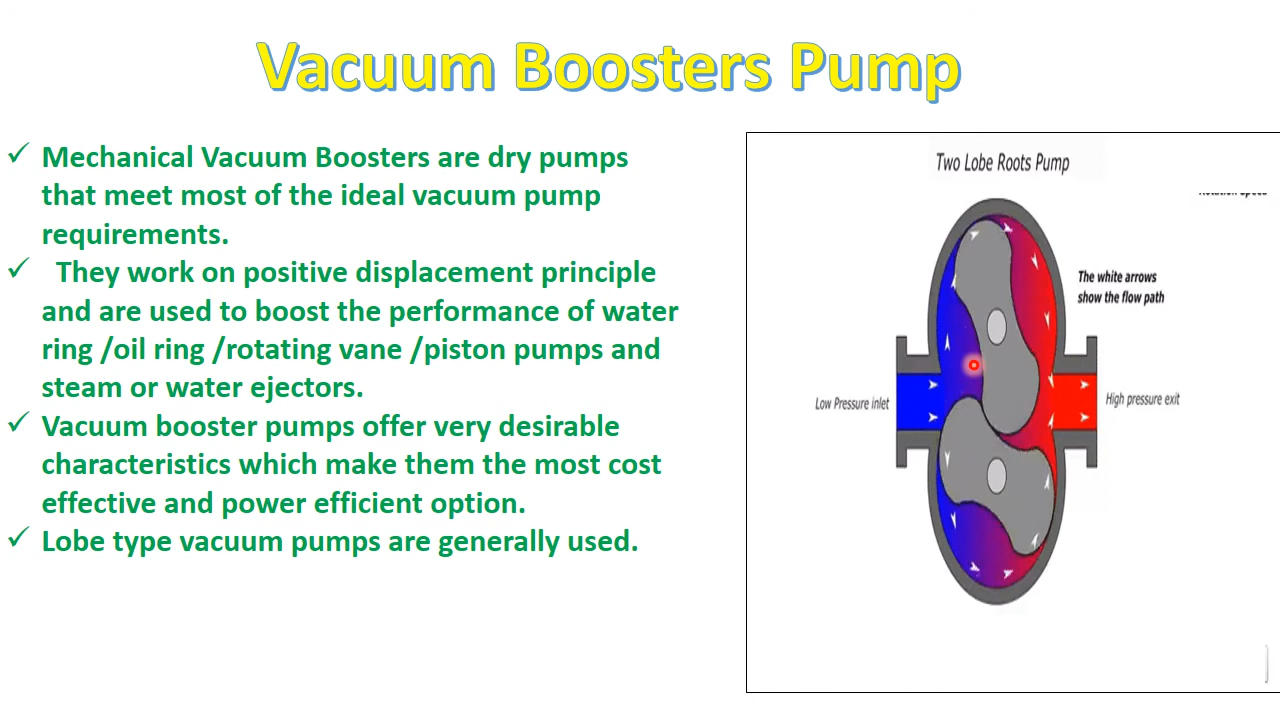 Vacuum Boosters Pump
✓ Mechanical Vacuum Boosters are dry pumps
that meet most of the ideal vacuum pump
requirements.
✓ They work on positive displacement principle
and are used to boost the performance of water
ring /oil ring /rotating vane /piston pumps and
steam or water ejectors.
✓ Vacuum booster pumps offer very desirable
characteristics which make them the most cost
effective and power efficient option.
✓ Lobe type vacuum pumps are generally used.
Two Lobe Roots Pump
The white arrows
show the flow path
Low Pressure inlet
High pressure exit